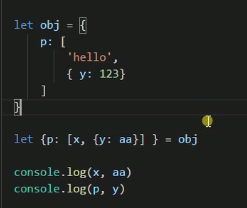 let obj = {
p: [
'hello',
{ y: 123}
]
}
let {p: [x, {y: aa}] } = obj
console.log(x, aa)
console.log(p, y)